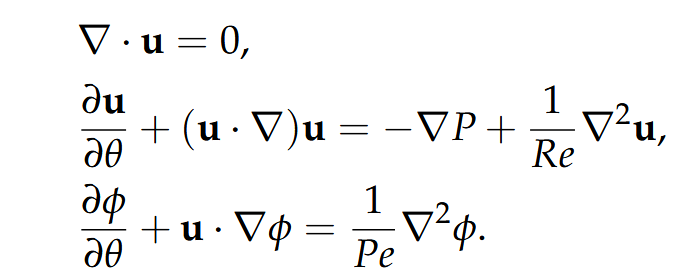 ∇ · 𝐮 = 0,
∂𝐮/∂θ + (𝐮 · ∇)𝐮 = −∇P + 1/Re ∇²𝐮,
∂ϕ/∂θ + 𝐮 · ∇ϕ = 1/Pe ∇²ϕ.